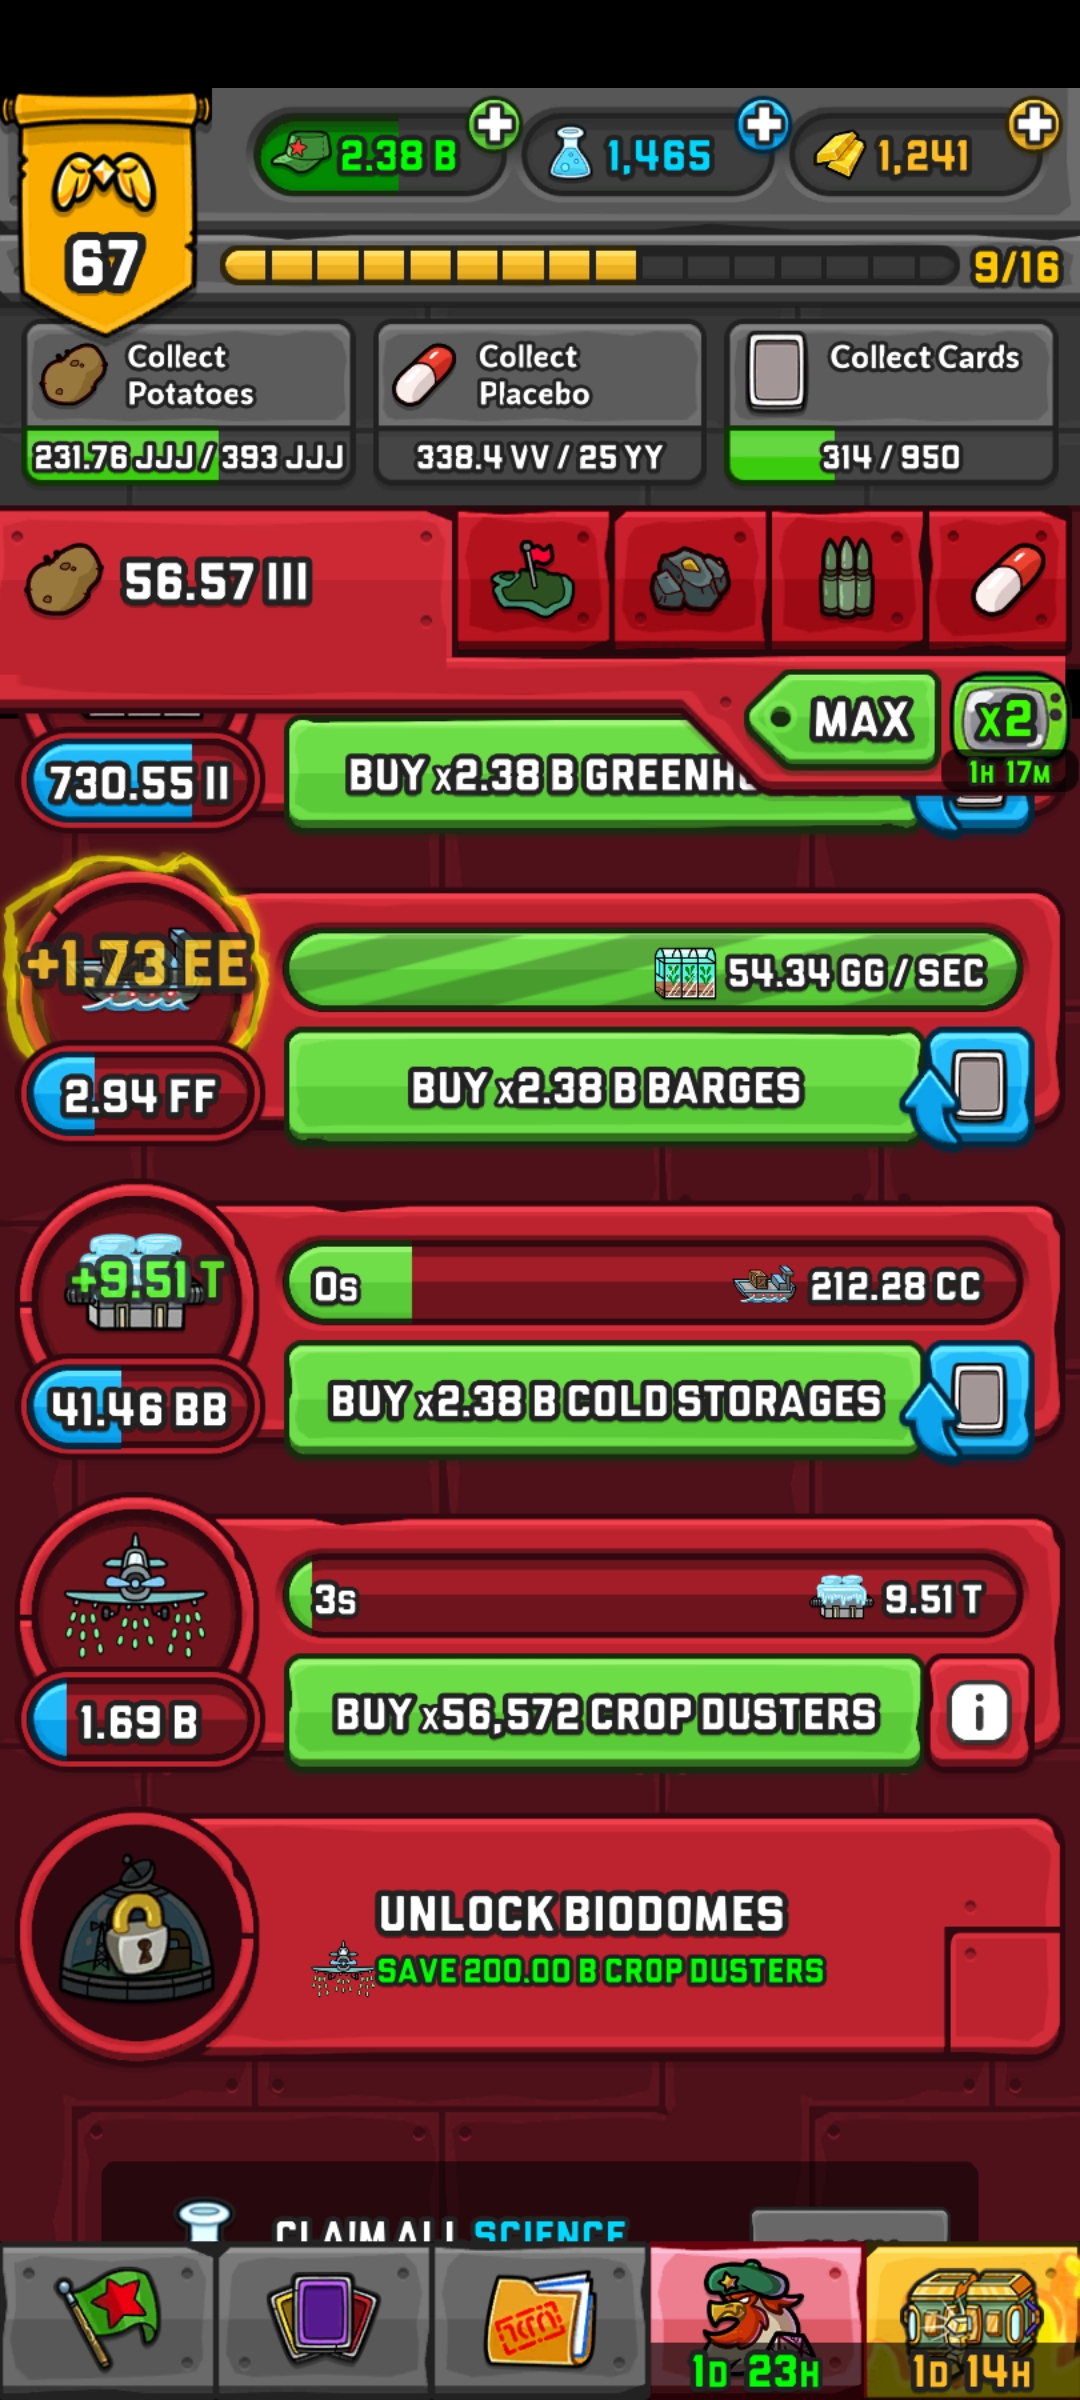 2.38 B
1,465
1,241
67
9/16
Collect
Potatoes
231.76 JJJ / 393 JJJ
Collect
Placebo
338.4 VV / 25 YY
Collect Cards
314 / 950
56.57 III
MAX
x2
1H 17M
730.55 II
BUY x2.38 B
+1.73 EE
54.34 GG / SEC
2.94 FF
BUY x2.38 B BARGES
+9.51 T
0s
212.28 CC
41.46 BB
BUY x2.38 B COLD STORAGES
3s
9.51 T
1.69 B
BUY x56,572 CROP DUSTERS
i
UNLOCK BIODOMES
SAVE 200.00 B CROP DUSTERS
CLAIM ALL SCIENCE
1D 23H
1D 14H